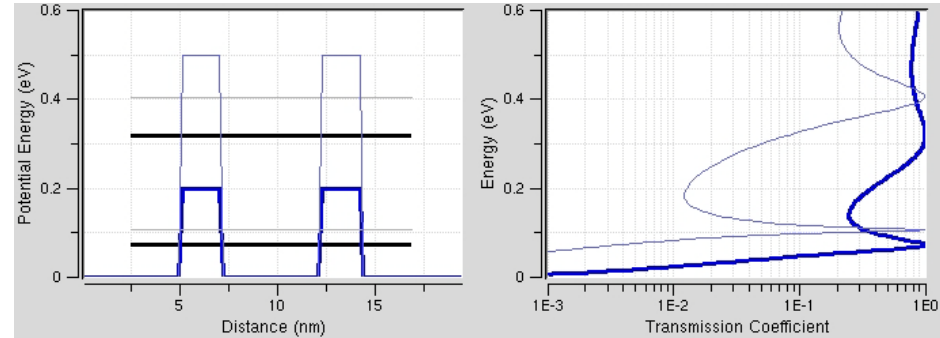 0.6
0.4
0.2
0
Potential Energy (eV)
5
10
15
Distance (nm)
0.6
0.4
0.2
0
Energy (eV)
1E-3
1E-2
1E-1
1E0
Transmission Coefficient